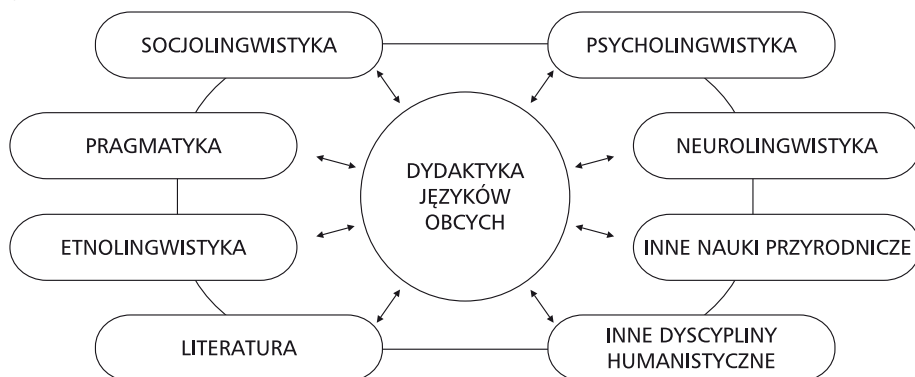 SOCJOLINGWISTYKA
PSYCHOLINGWISTYKA
PRAGMATYKA
NEUROLINGWISTYKA
DYDAKTYKA
JĘZYKÓW
OBCYCH
ETNOLINGWISTYKA
INNE NAUKI PRZYRODNICZE
LITERATURA
INNE DYSCYPLINY
HUMANISTYCZNE